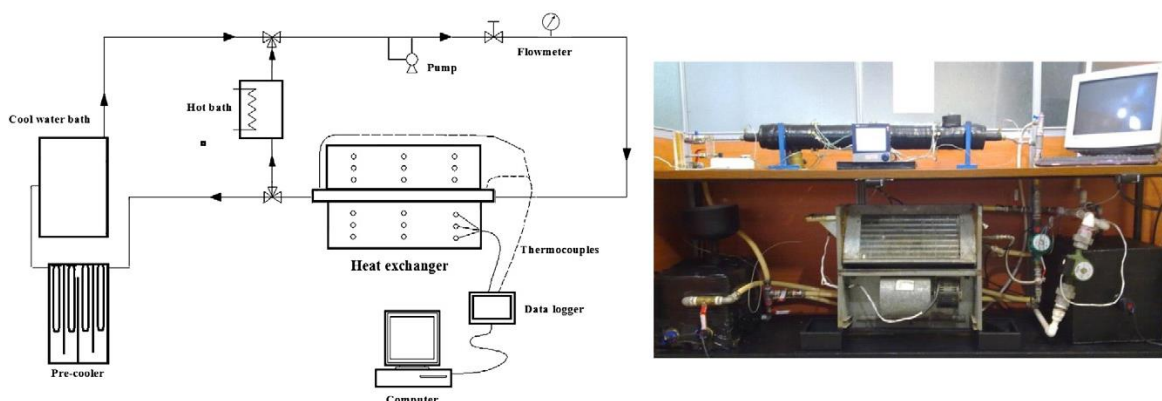 Flowmeter
Pump
Hot bath
Cool water bath
Thermocouples
Heat exchanger
Data logger
Pre-cooler
Computer